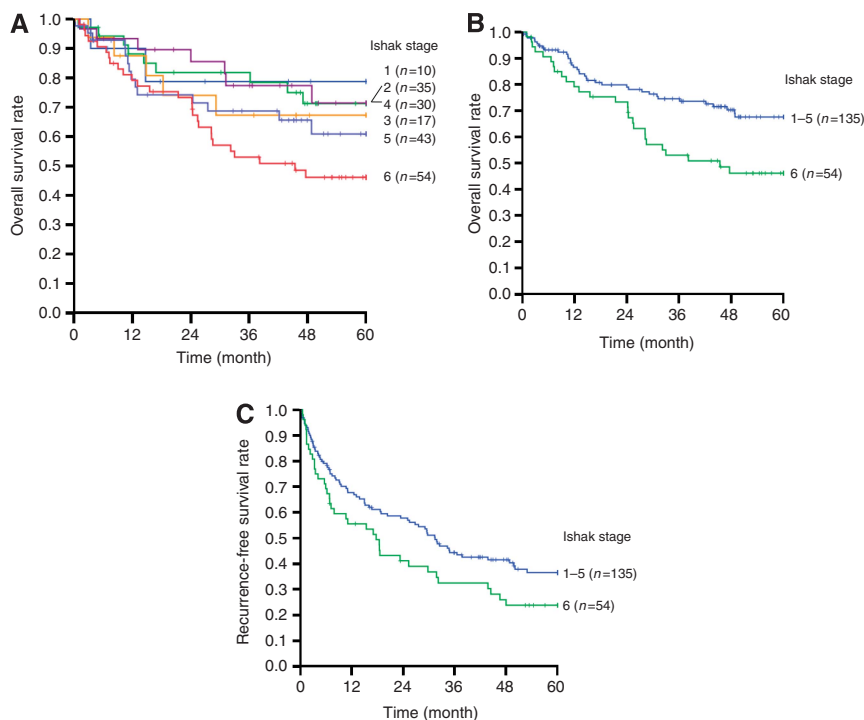 A
Overall survival rate
1.0
0.9
0.8
0.7
0.6
0.5
0.4
0.3
0.2
0.1
0.0
0 12 24 36 48 60
Time (month)
Ishak stage
1 (n=10)
2 (n=35)
4 (n=30)
3 (n=17)
5 (n=43)
6 (n=54)
B
Overall survival rate
1.0
0.9
0.8
0.7
0.6
0.5
0.4
0.3
0.2
0.1
0.0
0 12 24 36 48 60
Time (month)
Ishak stage
1–5 (n=135)
6 (n=54)
C
Recurrence-free survival rate
1.0
0.9
0.8
0.7
0.6
0.5
0.4
0.3
0.2
0.1
0.0
0 12 24 36 48 60
Time (month)
Ishak stage
1–5 (n=135)
6 (n=54)